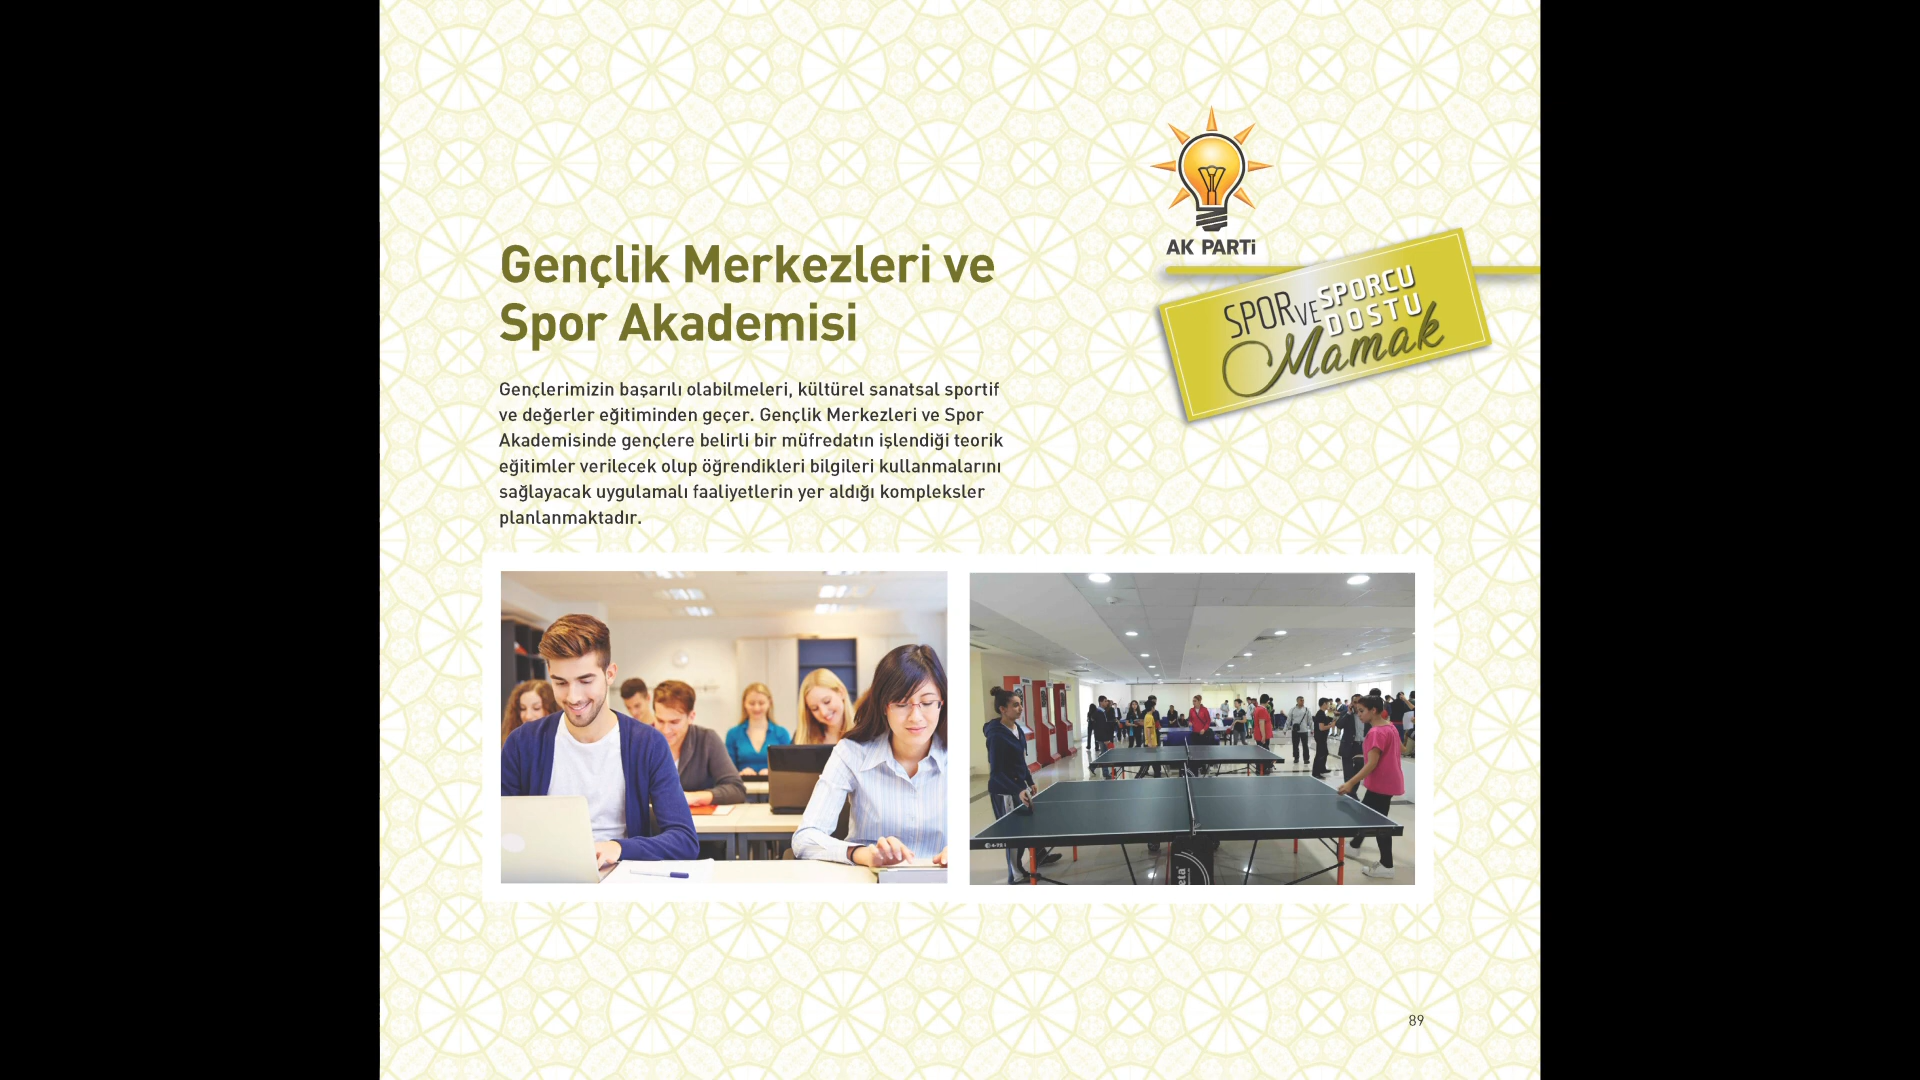 AK PARTi
SPOR VE SPORCU
DOSTU
Mamak
Gençlik Merkezleri ve
Spor Akademisi
Gençlerimizin başarılı olabilmeleri, kültürel sanatsal sportif
ve değerler eğitiminden geçer. Gençlik Merkezleri ve Spor
Akademisinde gençlere belirli bir müfredatın işlendiği teorik
eğitimler verilecek olup öğrendikleri bilgileri kullanmalarını
sağlayacak uygulamalı faaliyetlerin yer aldığı kompleksler
planlanmaktadır.
89